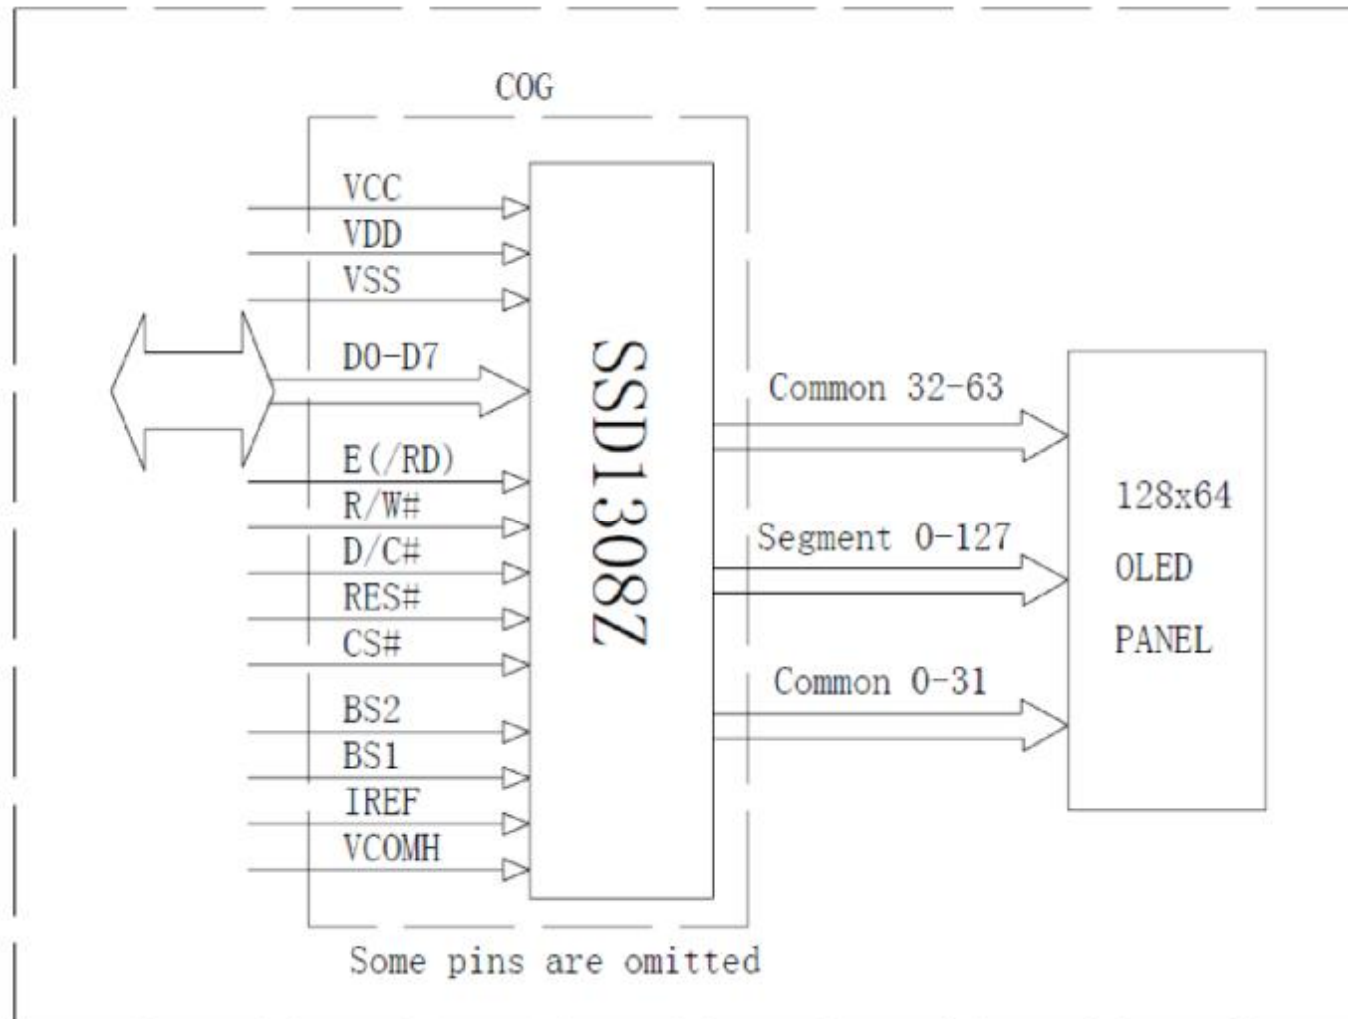 COG
VCC
VDD
VSS
D0-D7
E(/RD)
R/W#
D/C#
RES#
CS#
BS2
BS1
IREF
VCOMH
SSD1308Z
Common 32-63
Segment 0-127
Common 0-31
128x64
OLED
PANEL
Some pins are omitted